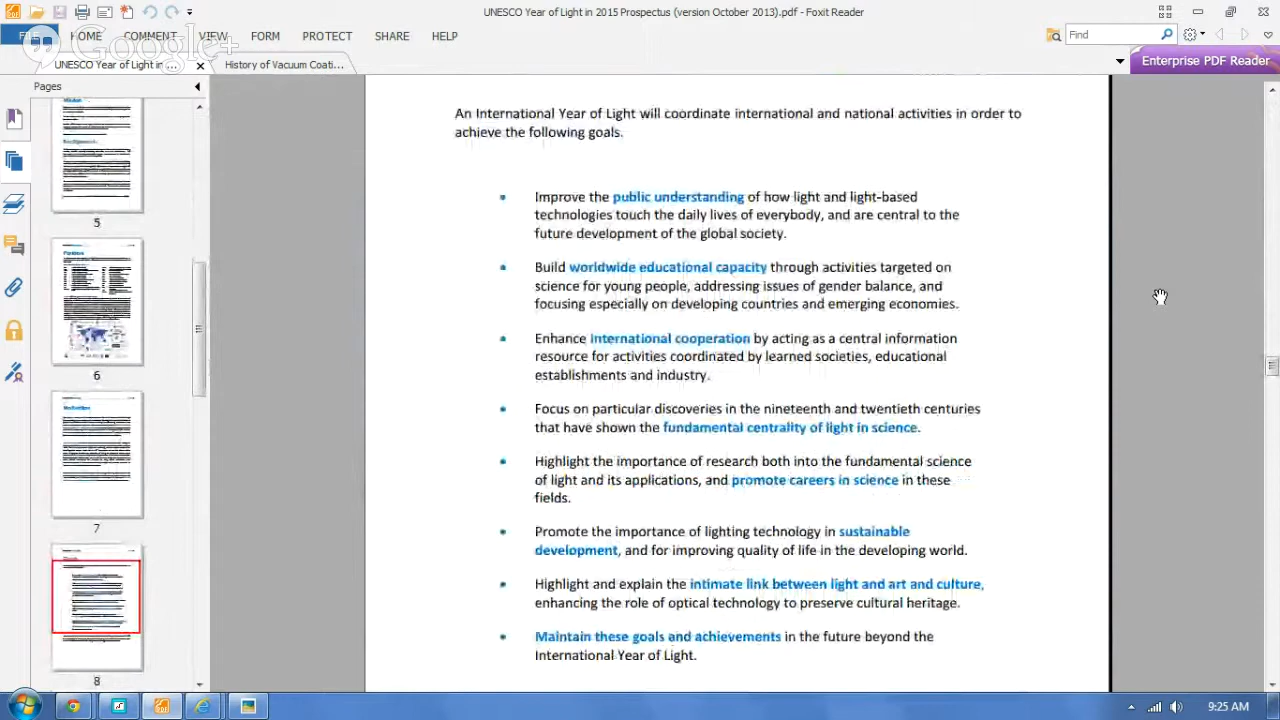 UNESCO Year of Light in 2015 Prospectus (version October 2013).pdf - Foxit Reader
FILE HOME COMMENT VIEW FORM PROTECT SHARE HELP
Google+
Find
UNESCO Year of Light in ... History of Vacuum Coati...
Enterprise PDF Reader
Pages
5
6
7
8
An International Year of Light will coordinate international and national activities in order to
achieve the following goals.
Improve the public understanding of how light and light-based
technologies touch the daily lives of everybody, and are central to the
future development of the global society.
Build worldwide educational capacity through activities targeted on
science for young people, addressing issues of gender balance, and
focusing especially on developing countries and emerging economies.
Enhance international cooperation by acting as a central information
resource for activities coordinated by learned societies, educational
establishments and industry.
Focus on particular discoveries in the nineteenth and twentieth centuries
that have shown the fundamental centrality of light in science.
Highlight the importance of research both into the fundamental science
of light and its applications, and promote careers in science in these
fields.
Promote the importance of lighting technology in sustainable
development, and for improving quality of life in the developing world.
Highlight and explain the intimate link between light and art and culture,
enhancing the role of optical technology to preserve cultural heritage.
Maintain these goals and achievements in the future beyond the
International Year of Light.
9:25 AM